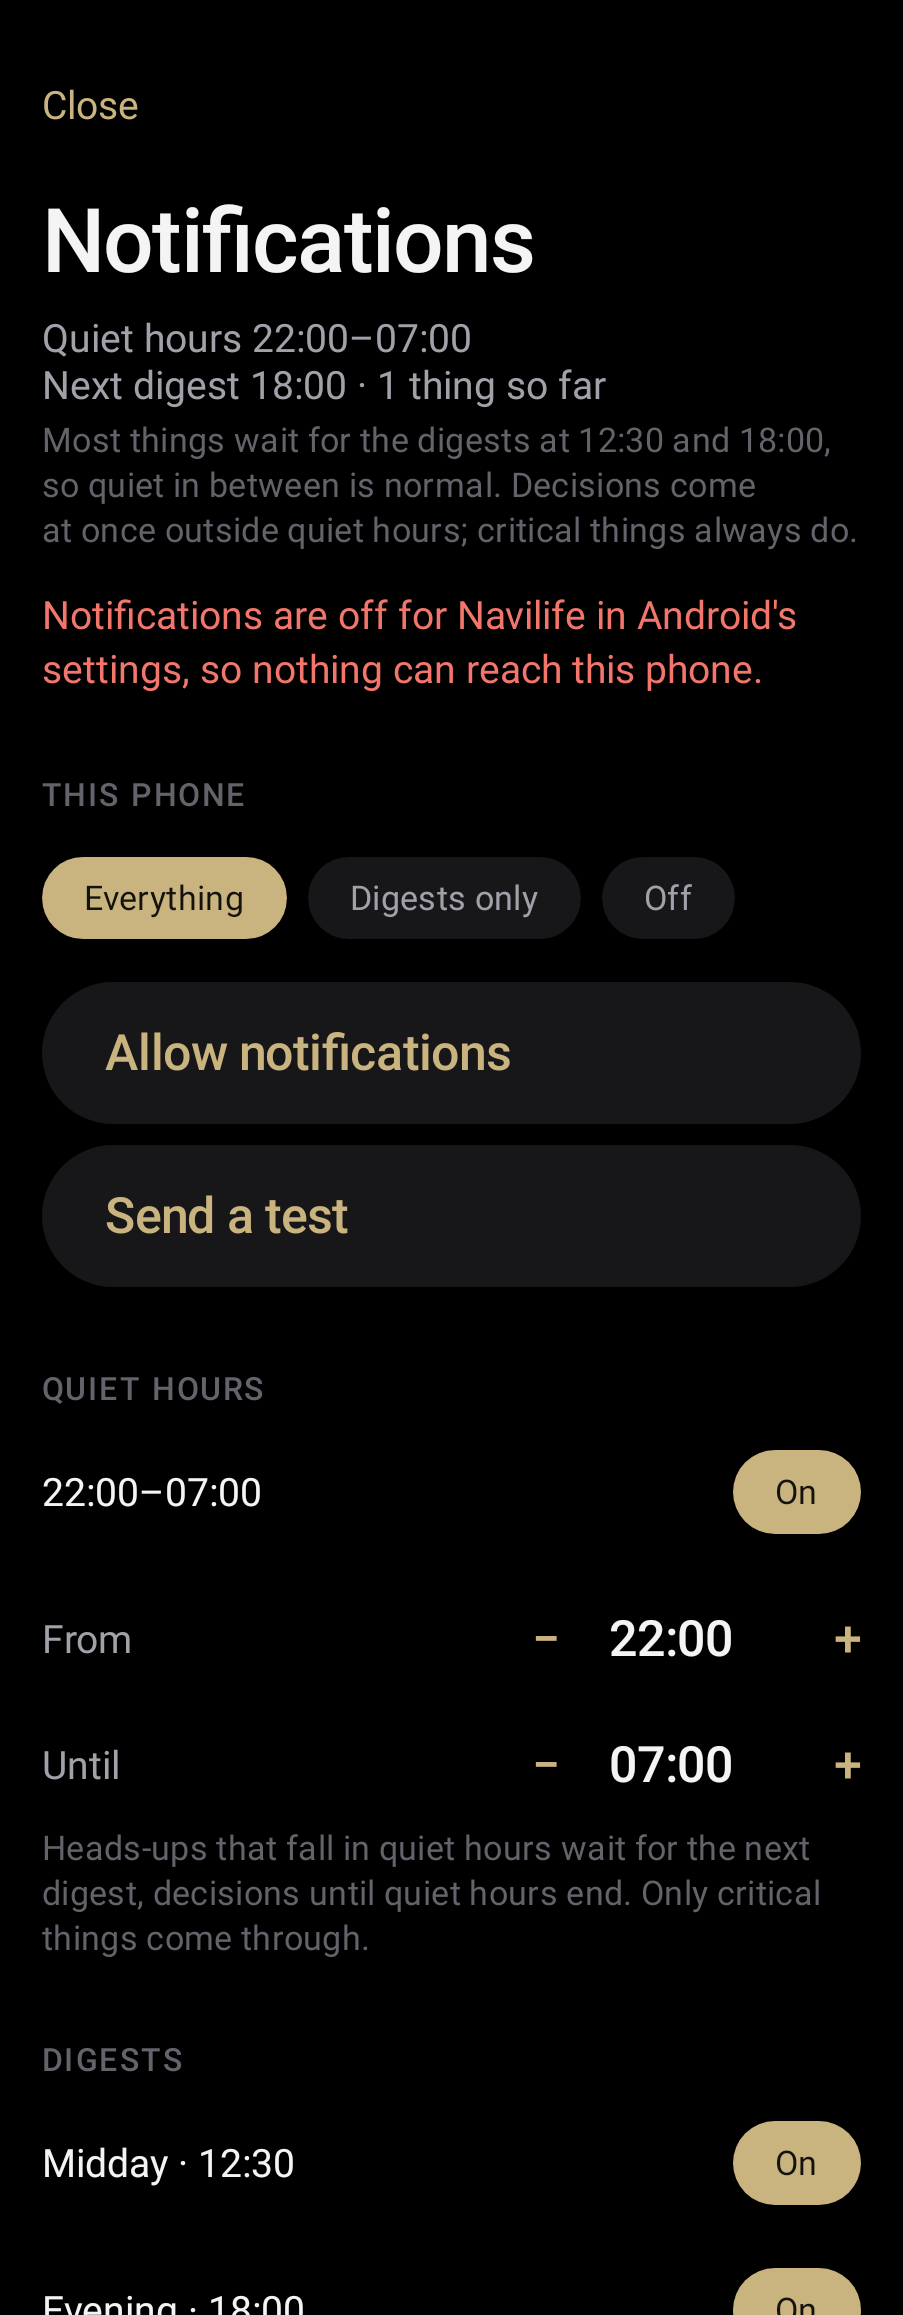 Close
Notifications
Quiet hours 22:00–07:00
Next digest 18:00 · 1 thing so far
Most things wait for the digests at 12:30 and 18:00,
so quiet in between is normal. Decisions come
at once outside quiet hours; critical things always do.
Notifications are off for Navilife in Android's
settings, so nothing can reach this phone.
THIS PHONE
Everything Digests only Off
Allow notifications
Send a test
QUIET HOURS
22:00–07:00 On
From – 22:00 +
Until – 07:00 +
Heads-ups that fall in quiet hours wait for the next
digest, decisions until quiet hours end. Only critical
things come through.
DIGESTS
Midday · 12:30 On
Evening · 18:00 On